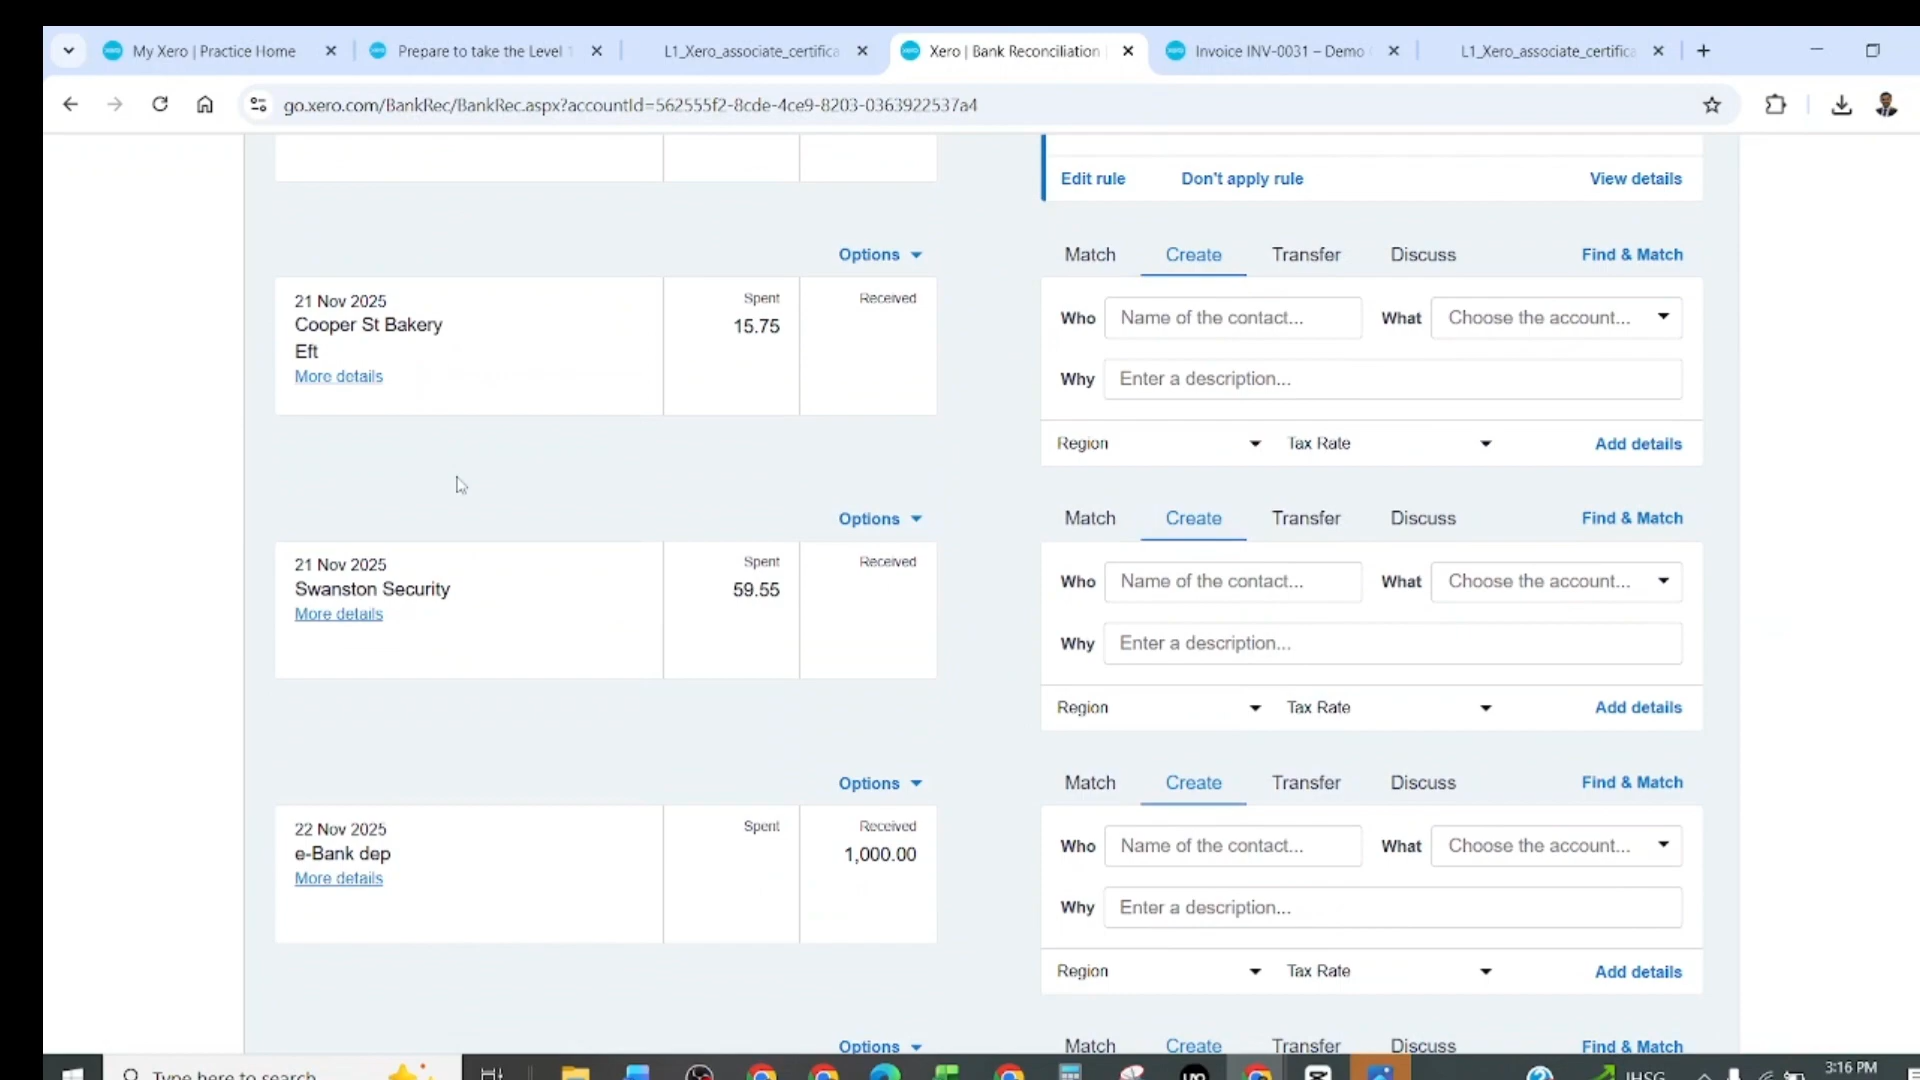 My Xero | Practice Home
Prepare to take the Level 1
L1_Xero_associate_certifica
Xero | Bank Reconciliation
Invoice INV-0031 – Demo
L1_Xero_associate_certifica
go.xero.com/BankRec/BankRec.aspx?accountId=562555f2-8cde-4ce9-8203-0363922537a4
Edit rule Don't apply rule View details
Options Match Create Transfer Discuss Find & Match
21 Nov 2025 Spent Received
Cooper St Bakery 15.75
Eft
More details
Who Name of the contact... What Choose the account...
Why Enter a description...
Region Tax Rate Add details
Options Match Create Transfer Discuss Find & Match
21 Nov 2025 Spent Received
Swanston Security 59.55
More details
Who Name of the contact... What Choose the account...
Why Enter a description...
Region Tax Rate Add details
Options Match Create Transfer Discuss Find & Match
22 Nov 2025 Spent Received
e-Bank dep 1,000.00
More details
Who Name of the contact... What Choose the account...
Why Enter a description...
Region Tax Rate Add details
Options Match Create Transfer Discuss Find & Match
Type here to search
JHSG
3:16 PM